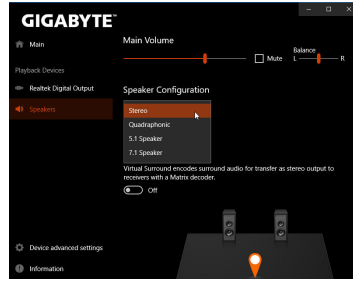 GIGABYTE™
Main
Playback Devices
Realtek Digital Output
Speakers
Device advanced settings
Information
Main Volume
Mute
Balance
L
R
Speaker Configuration
Stereo
Quadraphonic
5.1 Speaker
7.1 Speaker
Virtual Surround encodes surround audio for transfer as stereo output to
receivers with a Matrix decoder.
Off